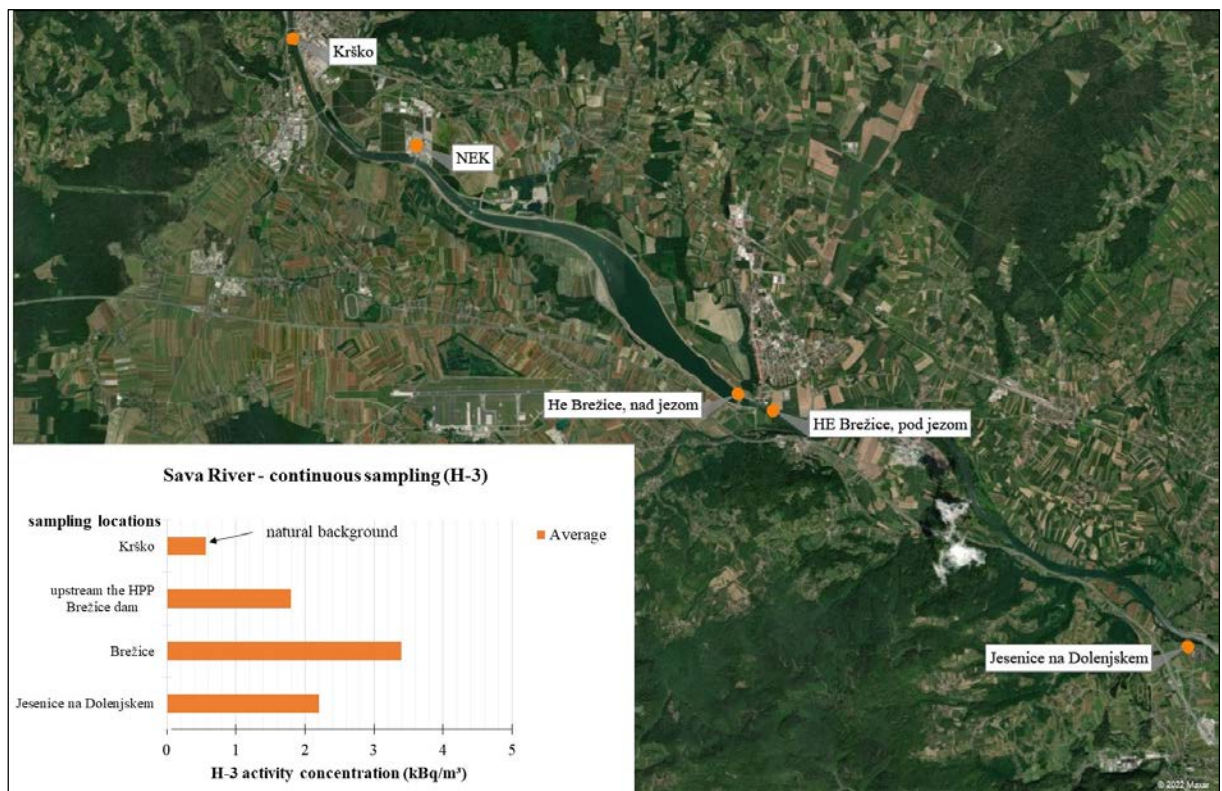 Krško
NEK
He Brežice, nad jezom
HE Brežice, pod jezom
Jesenice na Dolenjskem
Sava River - continuous sampling (H-3)
sampling locations
natural background
Average
Krško
upstream the HPP
Brežice dam
Brežice
Jesenice na Dolenjskem
0 1 2 3 4 5
H-3 activity concentration (kBq/m³)
© 2022 Maxar